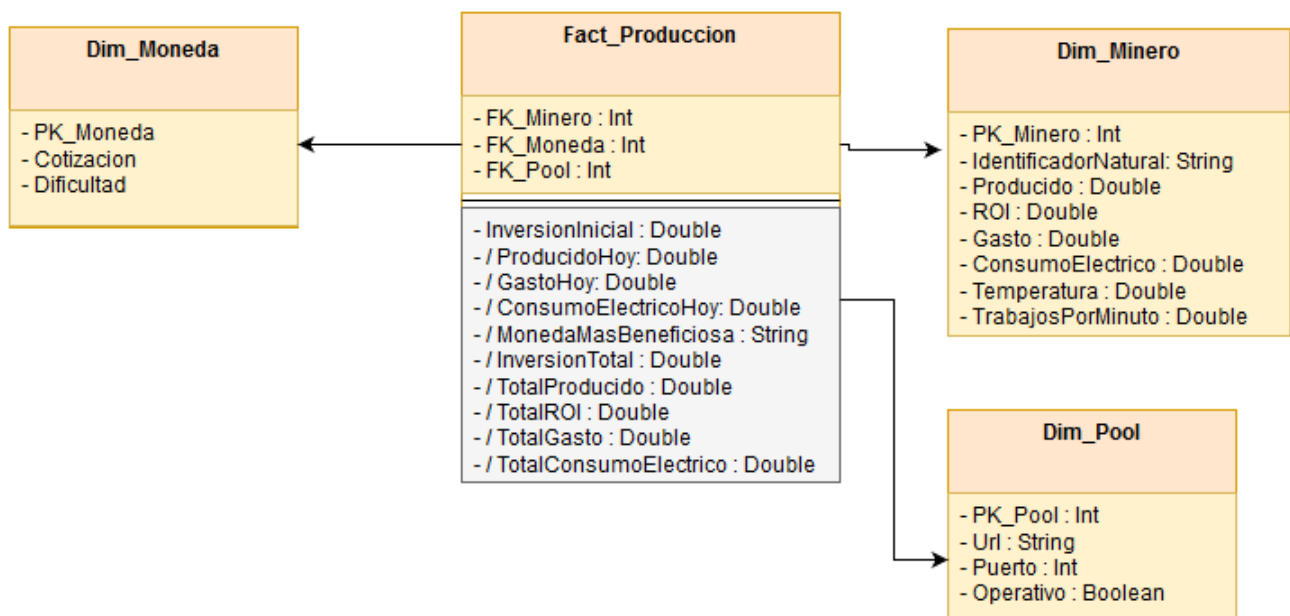 Dim_Moneda
- PK_Moneda
- Cotizacion
- Dificultad
Fact_Produccion
- FK_Minero : Int
- FK_Moneda : Int
- FK_Pool : Int
- InversionInicial : Double
- / ProducidoHoy: Double
- / GastoHoy: Double
- / ConsumoElectricoHoy: Double
- / MonedaMasBeneficiosa : String
- / InversionTotal : Double
- / TotalProducido : Double
- / TotalROI : Double
- / TotalGasto : Double
- / TotalConsumoElectrico : Double
Dim_Minero
- PK_Minero : Int
- IdentificadorNatural: String
- Producido : Double
- ROI : Double
- Gasto : Double
- ConsumoElectrico : Double
- Temperatura : Double
- TrabajosPorMinuto : Double
Dim_Pool
- PK_Pool : Int
- Url : String
- Puerto : Int
- Operativo : Boolean